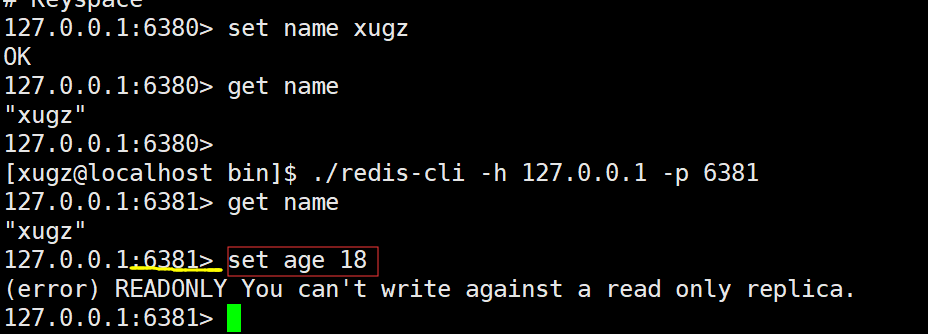 # Keyspace
127.0.0.1:6380> set name xugz
OK
127.0.0.1:6380> get name
"xugz"
127.0.0.1:6380>
[xugz@localhost bin]$ ./redis-cli -h 127.0.0.1 -p 6381
127.0.0.1:6381> get name
"xugz"
127.0.0.1:6381> set age 18
(error) READONLY You can't write against a read only replica.
127.0.0.1:6381>